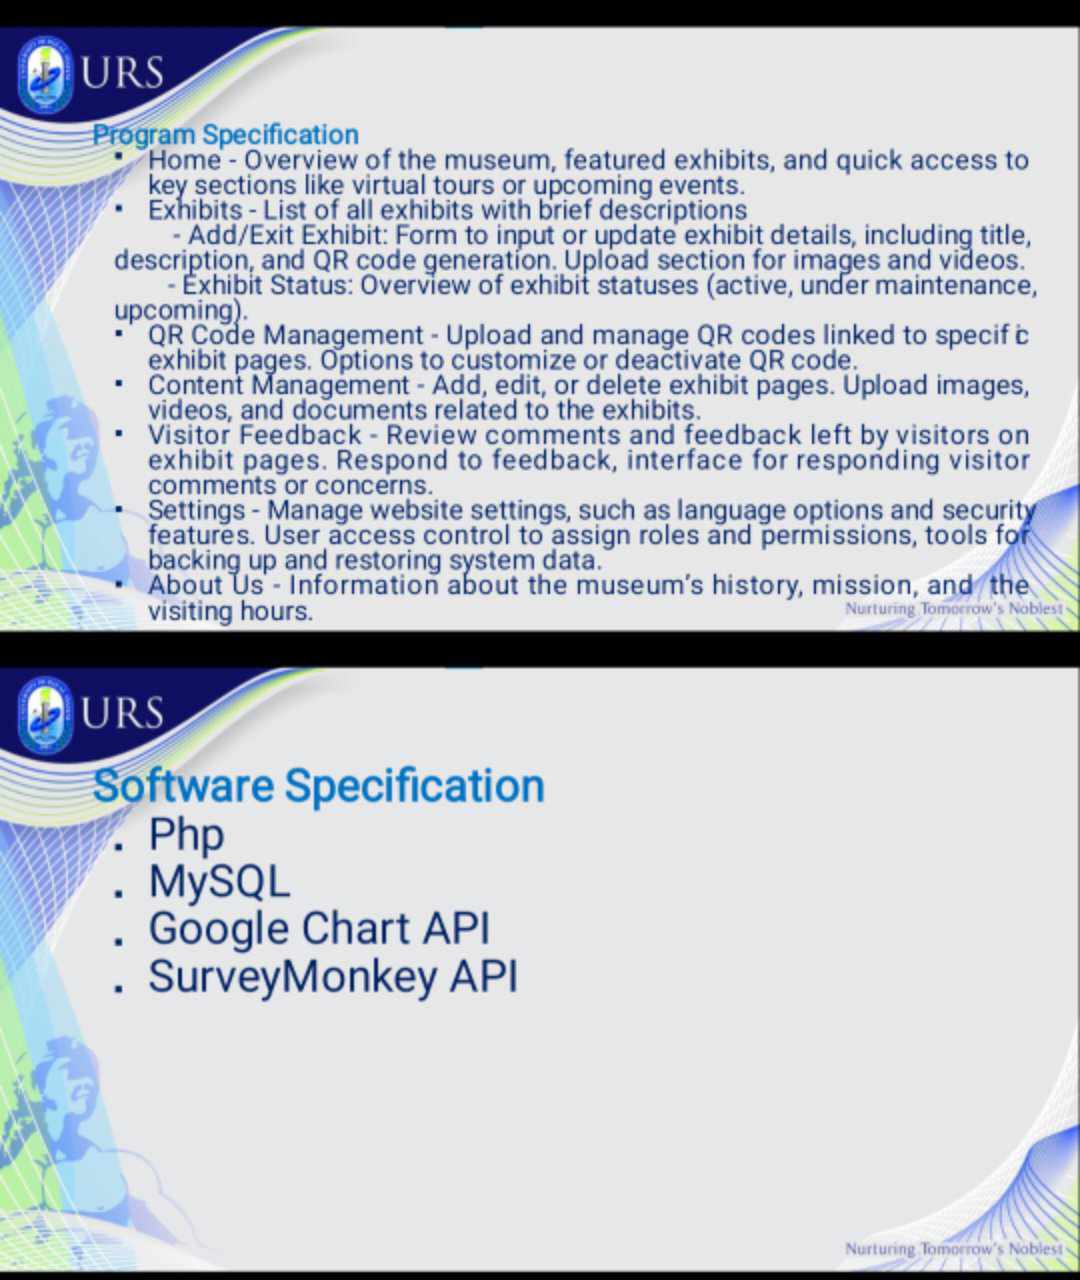 URS
Program Specification
▪ Home - Overview of the museum, featured exhibits, and quick access to
key sections like virtual tours or upcoming events.
▪ Exhibits - List of all exhibits with brief descriptions
- Add/Exit Exhibit: Form to input or update exhibit details, including title,
description, and QR code generation. Upload section for images and videos.
- Exhibit Status: Overview of exhibit statuses (active, under maintenance,
upcoming).
▪ QR Code Management - Upload and manage QR codes linked to specific
exhibit pages. Options to customize or deactivate QR code.
▪ Content Management - Add, edit, or delete exhibit pages. Upload images,
videos, and documents related to the exhibits.
▪ Visitor Feedback - Review comments and feedback left by visitors on
exhibit pages. Respond to feedback, interface for responding visitor
comments or concerns.
▪ Settings - Manage website settings, such as language options and security
features. User access control to assign roles and permissions, tools for
backing up and restoring system data.
▪ About Us - Information about the museum's history, mission, and the
visiting hours.
Nurturing Tomorrow's Noblest
URS
Software Specification
▪ Php
▪ MySQL
▪ Google Chart API
▪ SurveyMonkey API
Nurturing Tomorrow's Noblest